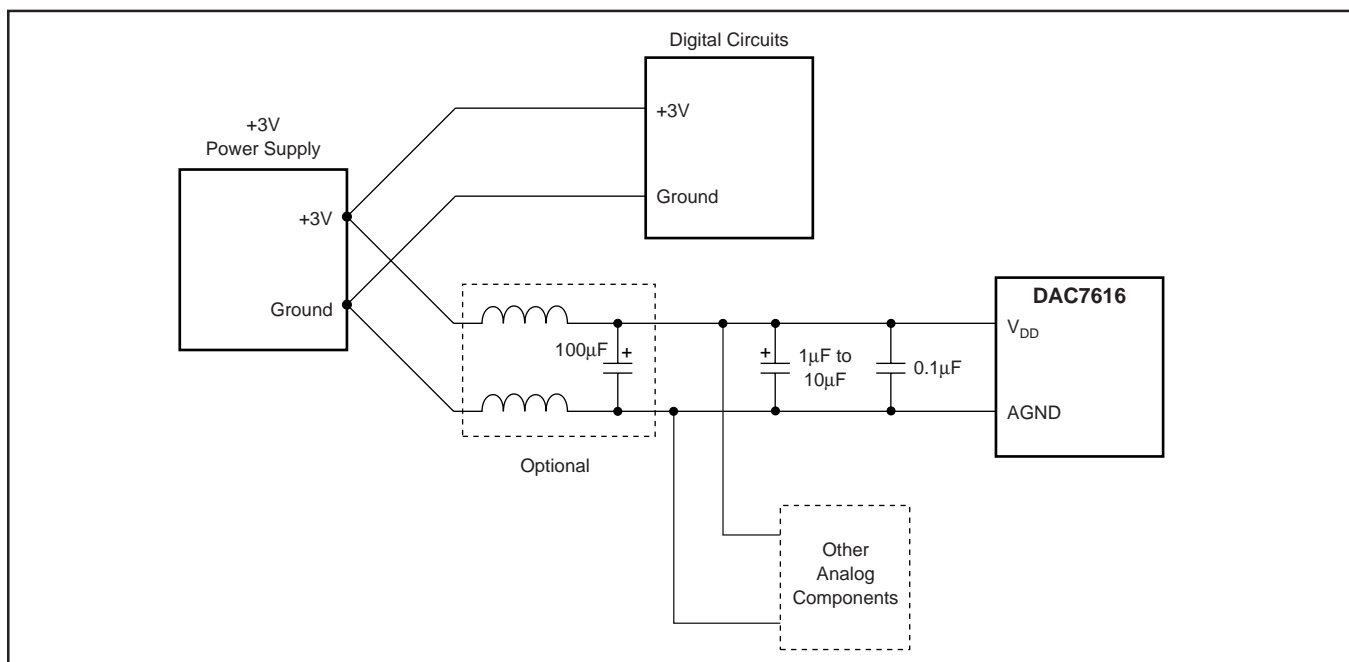 Digital Circuits
+3V
Ground
+3V
Power Supply
+3V
Ground
100µF
+
Optional
+
1µF to
10µF
0.1µF
DAC7616
VDD
AGND
Other
Analog
Components